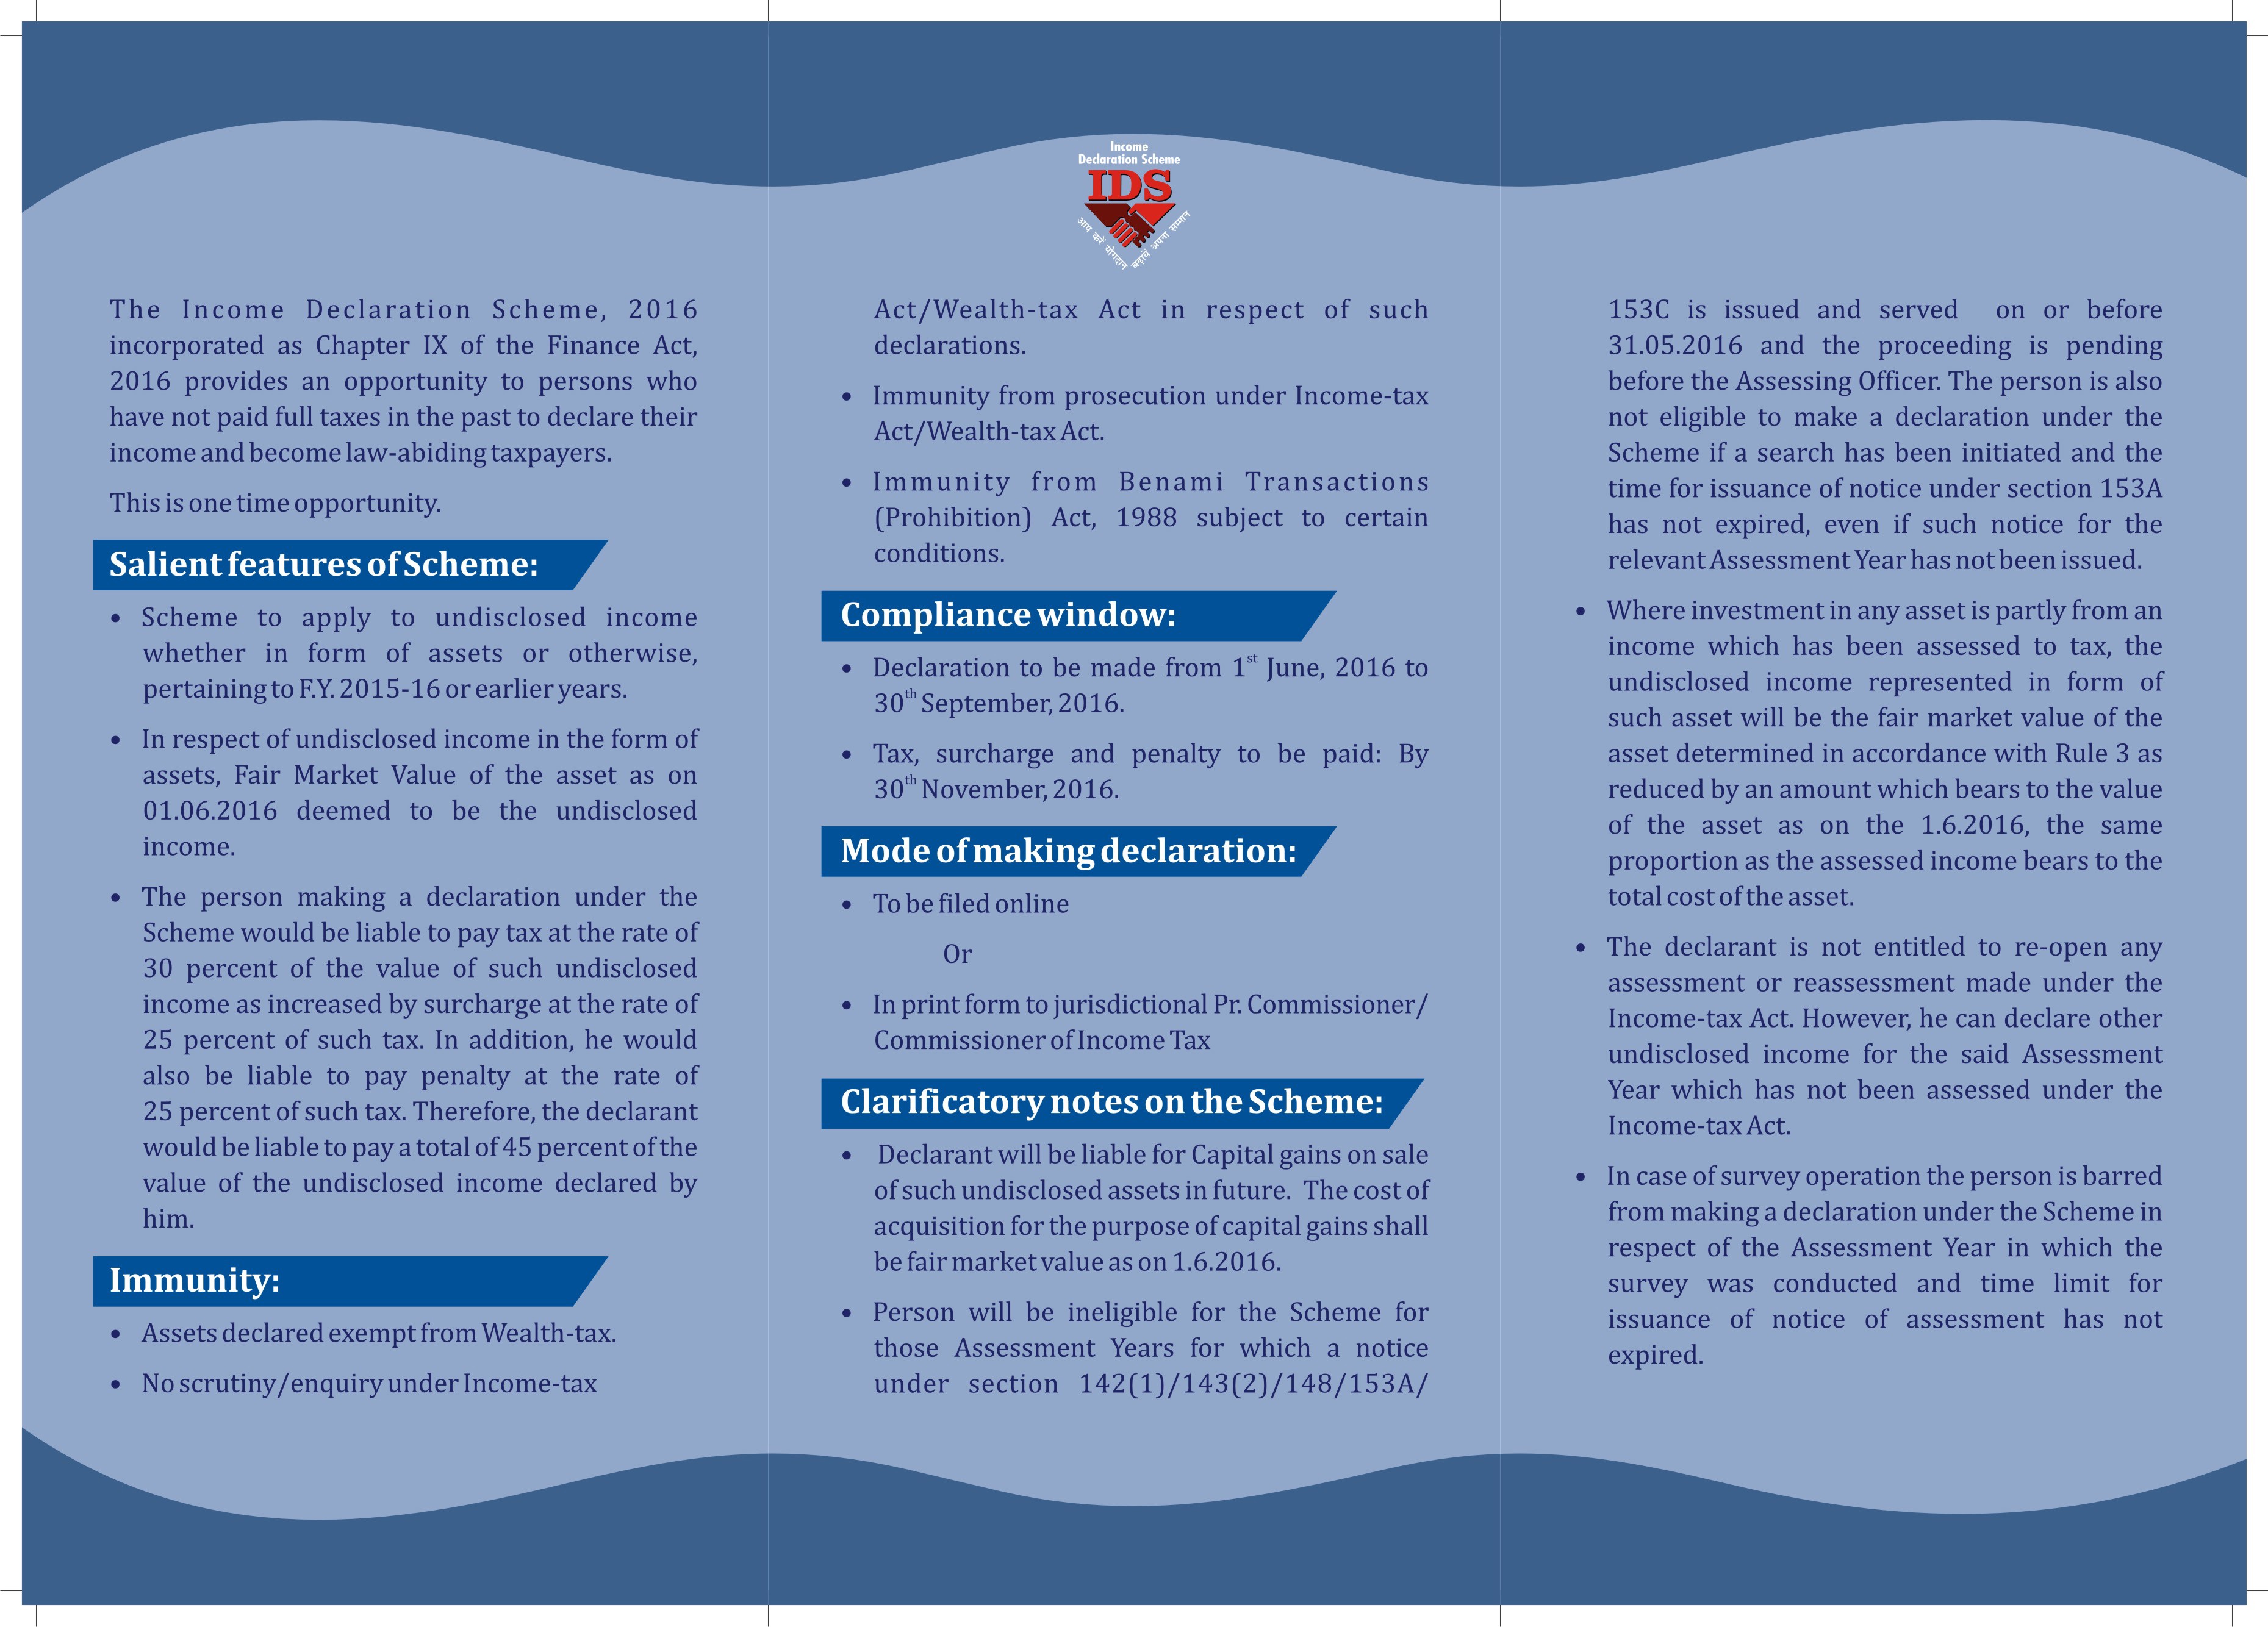 Income
Declaration Scheme
IDS
आप करें योगदान बढ़ायें अपना सम्मान
The Income Declaration Scheme, 2016
incorporated as Chapter IX of the Finance Act,
2016 provides an opportunity to persons who
have not paid full taxes in the past to declare their
income and become law-abiding taxpayers.
This is one time opportunity.
Salient features of Scheme:
• Scheme to apply to undisclosed income
whether in form of assets or otherwise,
pertaining to F.Y. 2015-16 or earlier years.
• In respect of undisclosed income in the form of
assets, Fair Market Value of the asset as on
01.06.2016 deemed to be the undisclosed
income.
• The person making a declaration under the
Scheme would be liable to pay tax at the rate of
30 percent of the value of such undisclosed
income as increased by surcharge at the rate of
25 percent of such tax. In addition, he would
also be liable to pay penalty at the rate of
25 percent of such tax. Therefore, the declarant
would be liable to pay a total of 45 percent of the
value of the undisclosed income declared by
him.
Immunity:
• Assets declared exempt from Wealth-tax.
• No scrutiny/enquiry under Income-tax
Act/Wealth-tax Act in respect of such
declarations.
• Immunity from prosecution under Income-tax
Act/Wealth-tax Act.
• Immunity from Benami Transactions
(Prohibition) Act, 1988 subject to certain
conditions.
Compliance window:
• Declaration to be made from 1st June, 2016 to
30th September, 2016.
• Tax, surcharge and penalty to be paid: By
30th November, 2016.
Mode of making declaration:
• To be filed online
Or
• In print form to jurisdictional Pr. Commissioner/
Commissioner of Income Tax
Clarificatory notes on the Scheme:
• Declarant will be liable for Capital gains on sale
of such undisclosed assets in future. The cost of
acquisition for the purpose of capital gains shall
be fair market value as on 1.6.2016.
• Person will be ineligible for the Scheme for
those Assessment Years for which a notice
under section 142(1)/143(2)/148/153A/
153C is issued and served on or before
31.05.2016 and the proceeding is pending
before the Assessing Officer. The person is also
not eligible to make a declaration under the
Scheme if a search has been initiated and the
time for issuance of notice under section 153A
has not expired, even if such notice for the
relevant Assessment Year has not been issued.
• Where investment in any asset is partly from an
income which has been assessed to tax, the
undisclosed income represented in form of
such asset will be the fair market value of the
asset determined in accordance with Rule 3 as
reduced by an amount which bears to the value
of the asset as on the 1.6.2016, the same
proportion as the assessed income bears to the
total cost of the asset.
• The declarant is not entitled to re-open any
assessment or reassessment made under the
Income-tax Act. However, he can declare other
undisclosed income for the said Assessment
Year which has not been assessed under the
Income-tax Act.
• In case of survey operation the person is barred
from making a declaration under the Scheme in
respect of the Assessment Year in which the
survey was conducted and time limit for
issuance of notice of assessment has not
expired.